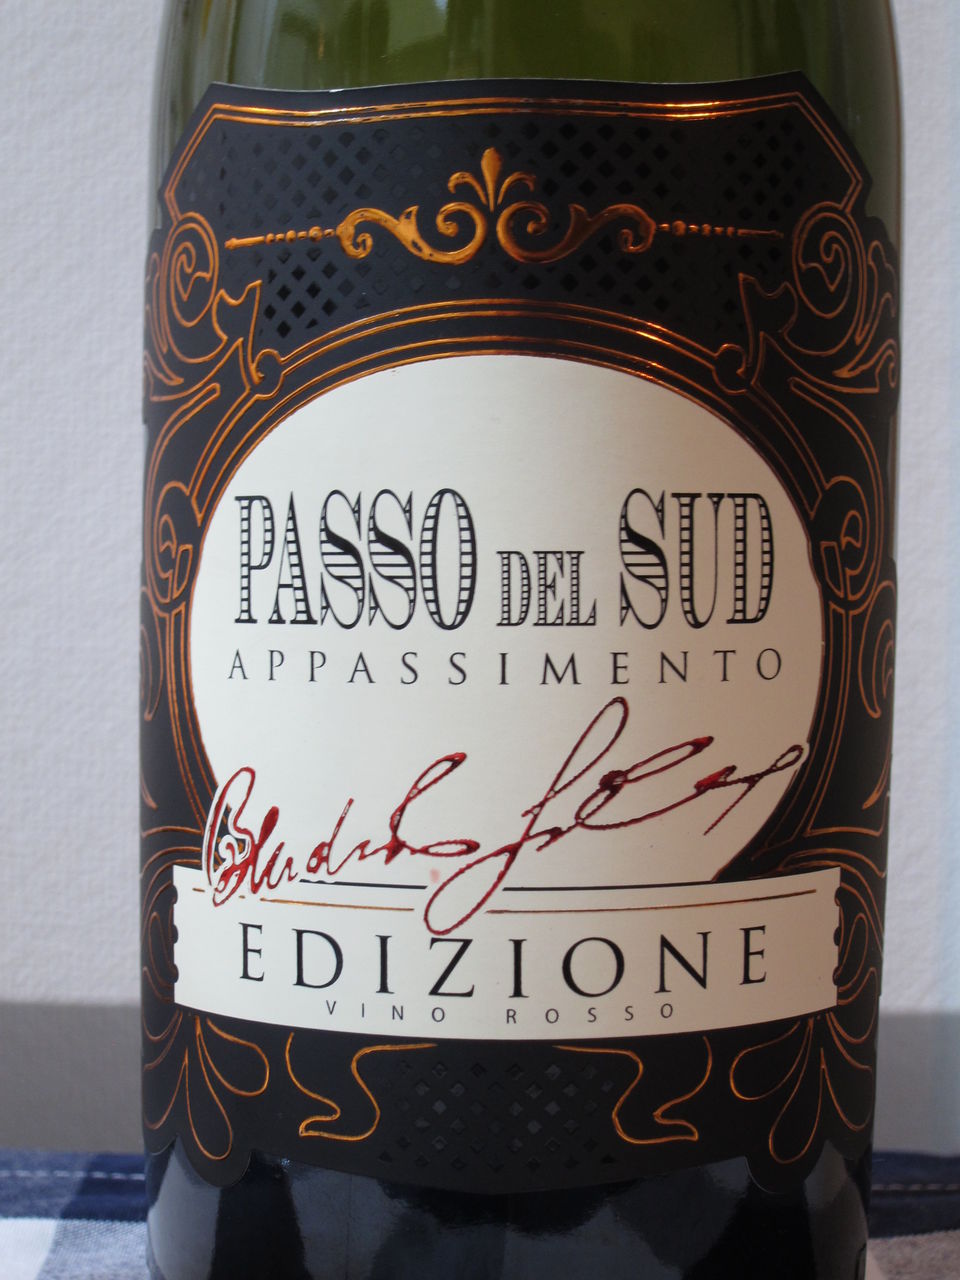 PASSO DEL SUD
APPASSIMENTO
EDIZIONE
VINO ROSSO